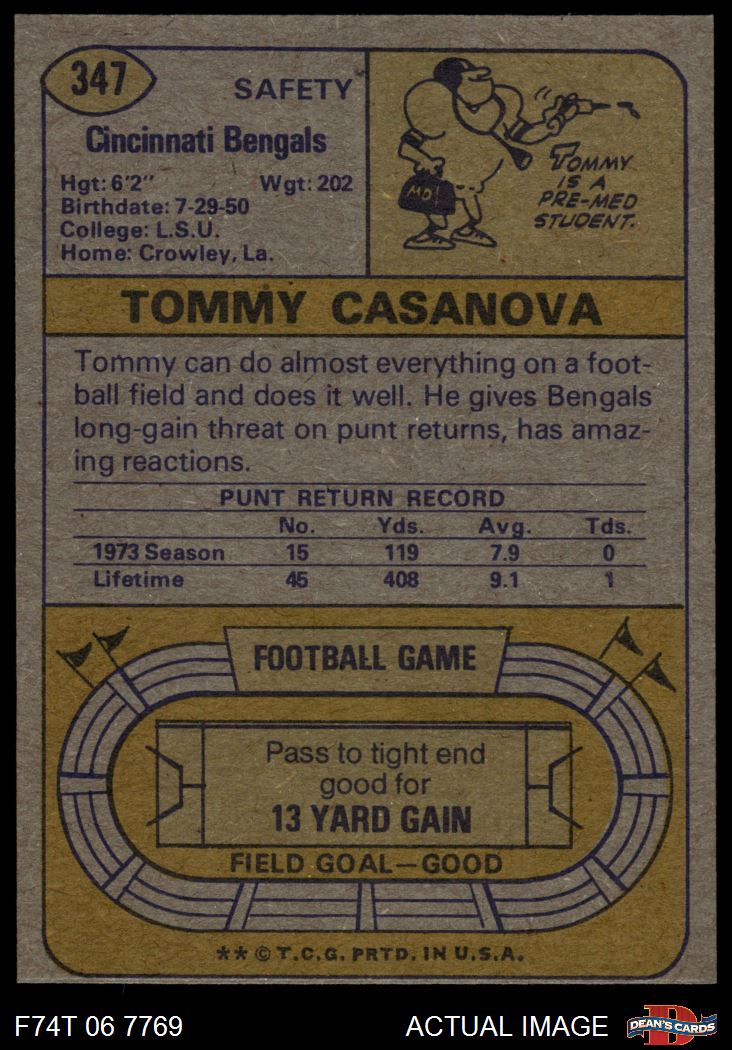 347
SAFETY
Cincinnati Bengals
Hgt: 6'2" Wgt: 202
Birthdate: 7-29-50
College: L.S.U.
Home: Crowley, La.
MD!
TOMMY
IS A
PRE-MED
STUDENT.
TOMMY CASANOVA
Tommy can do almost everything on a foot-
ball field and does it well. He gives Bengals
long-gain threat on punt returns, has amaz-
ing reactions.
PUNT RETURN RECORD
No. Yds. Avg. Tds.
1973 Season 15 119 7.9 0
Lifetime 45 408 9.1 1
FOOTBALL GAME
Pass to tight end
good for
13 YARD GAIN
FIELD GOAL—GOOD
** © T.C.G. PRTD. IN U.S.A.
F74T 06 7769 ACTUAL IMAGE D DEAN'S CARDS